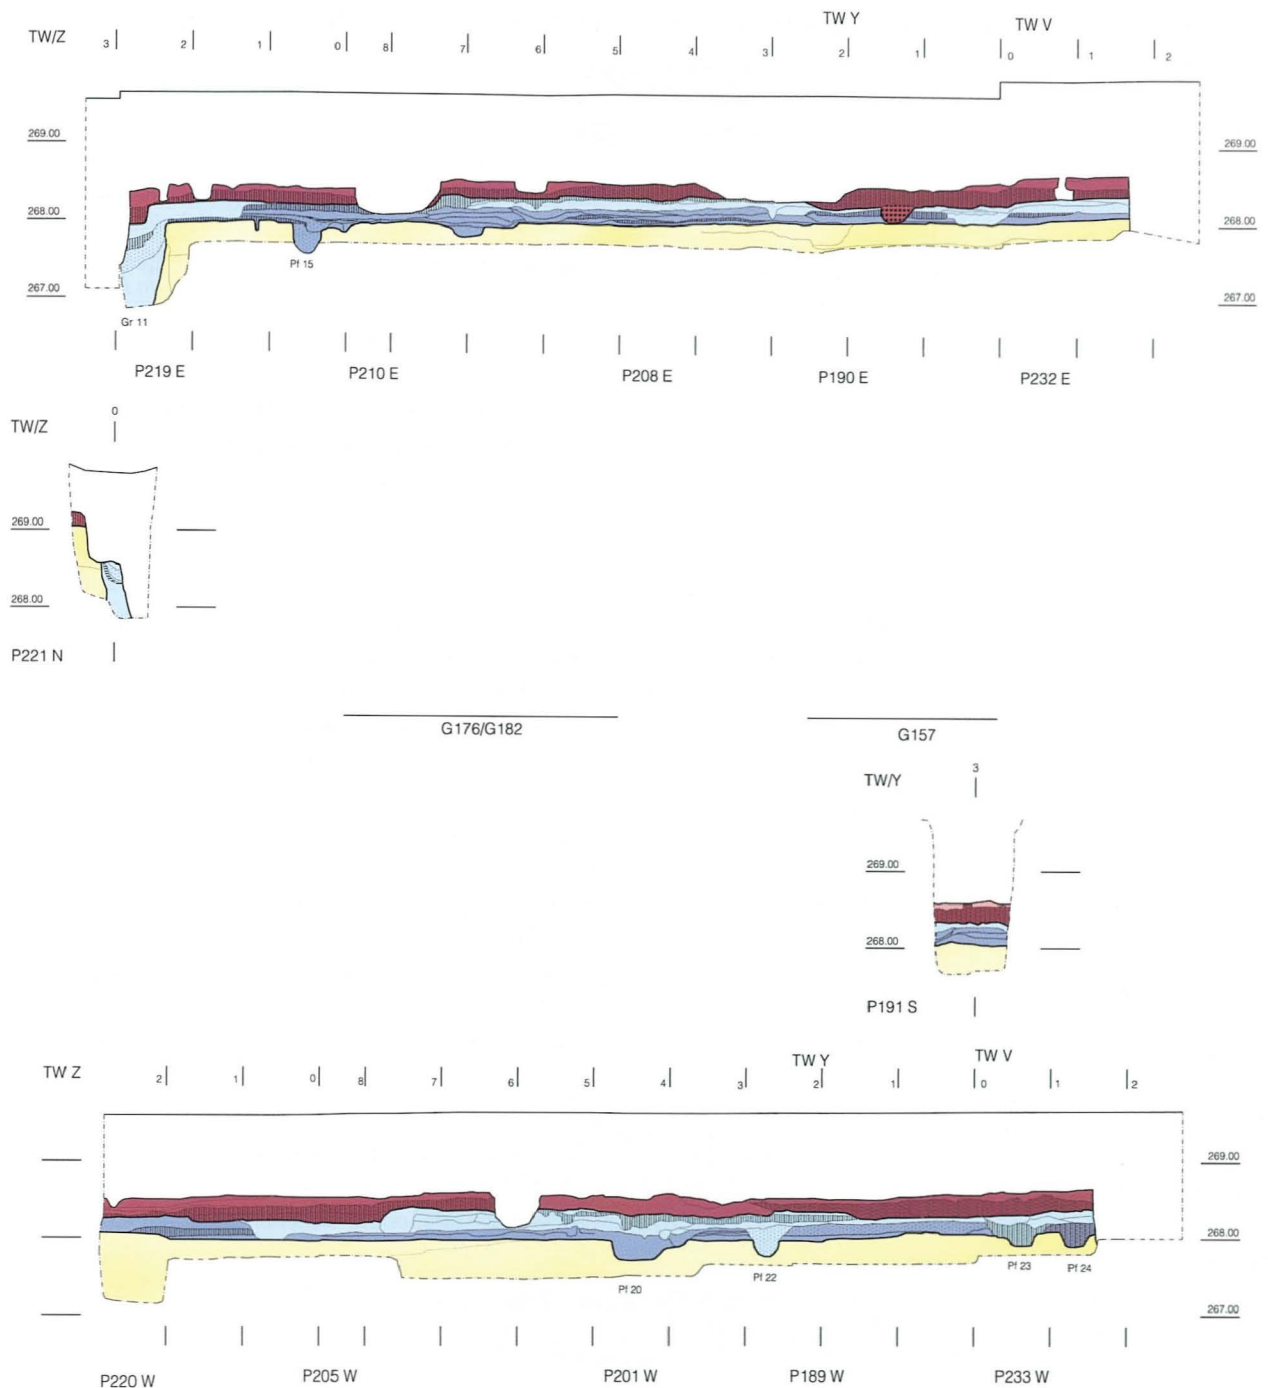 TW Y TW V
TW/Z 3 2 1 0 8 7 6 5 4 3 2 1 0 1 2
269.00 269.00
268.00 268.00
Pf 15
267.00 267.00
Gr 11
P219 E P210 E P208 E P190 E P232 E
0
TW/Z
269.00
268.00
P221 N
G176/G182 G157
3
TW/Y
269.00
268.00
P191 S
TW Y TW V
TW Z 2 1 0 8 7 6 5 4 3 2 1 0 1 2
269.00
268.00
Pf 20 Pf 22 Pf 23 Pf 24
267.00
P220 W P205 W P201 W P189 W P233 W